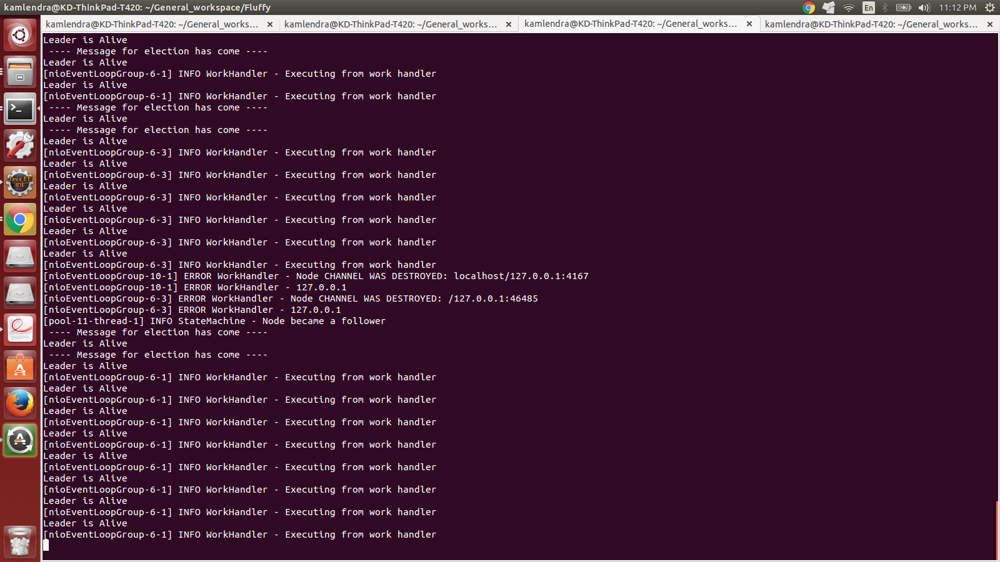 kamlendra@KD-ThinkPad-T420: ~/General_workspace/Fluffy
En
11:12 PM
kamlendra@KD-ThinkPad-T420: ~/General_works...
kamlendra@KD-ThinkPad-T420: ~/General_works...
kamlendra@KD-ThinkPad-T420: ~/General_works...
kamlendra@KD-ThinkPad-T420: ~/General_works...
Java EE
IDE
Leader is Alive
 ---- Message for election has come ----
Leader is Alive
[nioEventLoopGroup-6-1] INFO WorkHandler - Executing from work handler
Leader is Alive
[nioEventLoopGroup-6-1] INFO WorkHandler - Executing from work handler
 ---- Message for election has come ----
Leader is Alive
 ---- Message for election has come ----
Leader is Alive
[nioEventLoopGroup-6-3] INFO WorkHandler - Executing from work handler
Leader is Alive
[nioEventLoopGroup-6-3] INFO WorkHandler - Executing from work handler
Leader is Alive
[nioEventLoopGroup-6-3] INFO WorkHandler - Executing from work handler
Leader is Alive
[nioEventLoopGroup-6-3] INFO WorkHandler - Executing from work handler
Leader is Alive
[nioEventLoopGroup-6-3] INFO WorkHandler - Executing from work handler
Leader is Alive
[nioEventLoopGroup-6-3] INFO WorkHandler - Executing from work handler
[nioEventLoopGroup-10-1] ERROR WorkHandler - Node CHANNEL WAS DESTROYED: localhost/127.0.0.1:4167
[nioEventLoopGroup-10-1] ERROR WorkHandler - 127.0.0.1
[nioEventLoopGroup-6-3] ERROR WorkHandler - Node CHANNEL WAS DESTROYED: /127.0.0.1:46485
[nioEventLoopGroup-6-3] ERROR WorkHandler - 127.0.0.1
[pool-11-thread-1] INFO StateMachine - Node became a follower
 ---- Message for election has come ----
Leader is Alive
 ---- Message for election has come ----
Leader is Alive
[nioEventLoopGroup-6-1] INFO WorkHandler - Executing from work handler
Leader is Alive
[nioEventLoopGroup-6-1] INFO WorkHandler - Executing from work handler
Leader is Alive
[nioEventLoopGroup-6-1] INFO WorkHandler - Executing from work handler
Leader is Alive
[nioEventLoopGroup-6-1] INFO WorkHandler - Executing from work handler
Leader is Alive
[nioEventLoopGroup-6-1] INFO WorkHandler - Executing from work handler
Leader is Alive
[nioEventLoopGroup-6-1] INFO WorkHandler - Executing from work handler
Leader is Alive
[nioEventLoopGroup-6-1] INFO WorkHandler - Executing from work handler
Leader is Alive
[nioEventLoopGroup-6-1] INFO WorkHandler - Executing from work handler